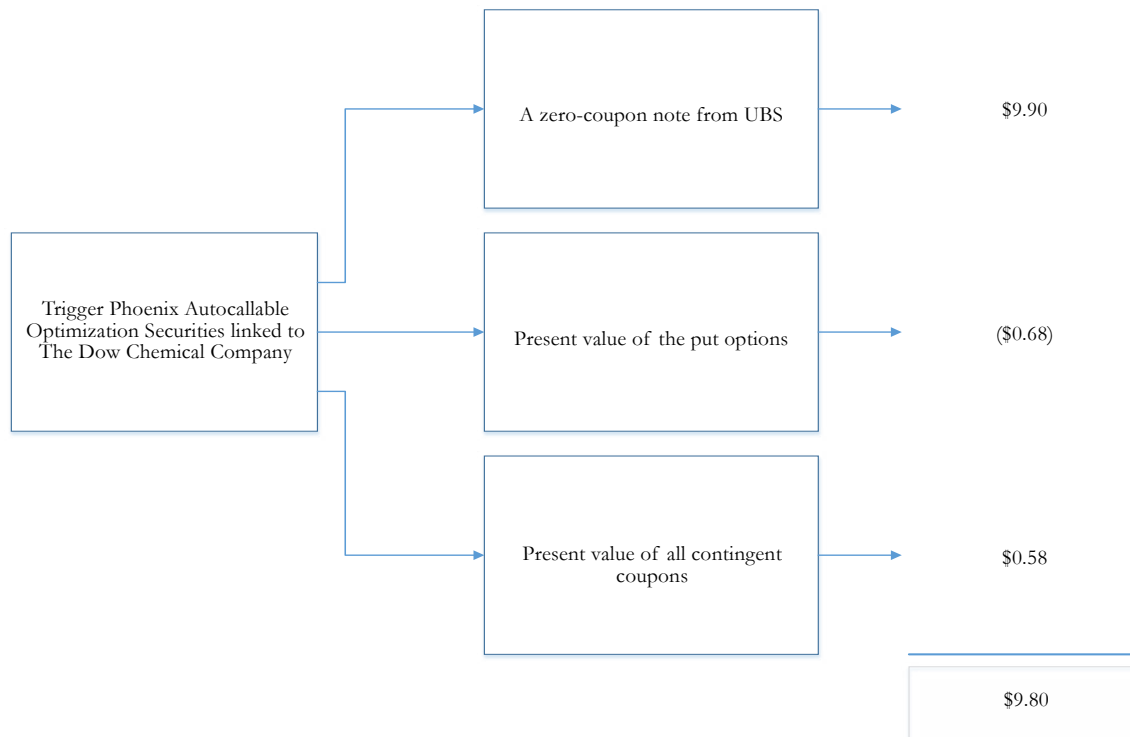 A zero-coupon note from UBS
$9.90
Trigger Phoenix Autocallable
Optimization Securities linked to
The Dow Chemical Company
Present value of the put options
($0.68)
Present value of all contingent
coupons
$0.58
$9.80